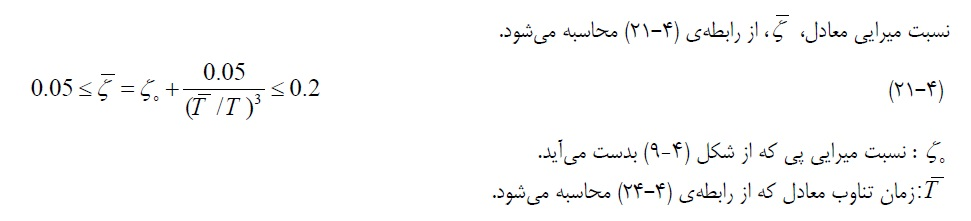 نسبت میرایی معادل، ζ̄، از رابطه‌ی (۴-۲۱) محاسبه می‌شود.
(۴-۲۱) 0.05 ≤ ζ̄ = ζ₀ + 0.05 / (T̄ / T)³ ≤ 0.2
ζ₀ : نسبت میرایی پی که از شکل (۴-۹) بدست می‌آید.
T̄:زمان تناوب معادل که از رابطه‌ی (۴-۲۴) محاسبه می‌شود.